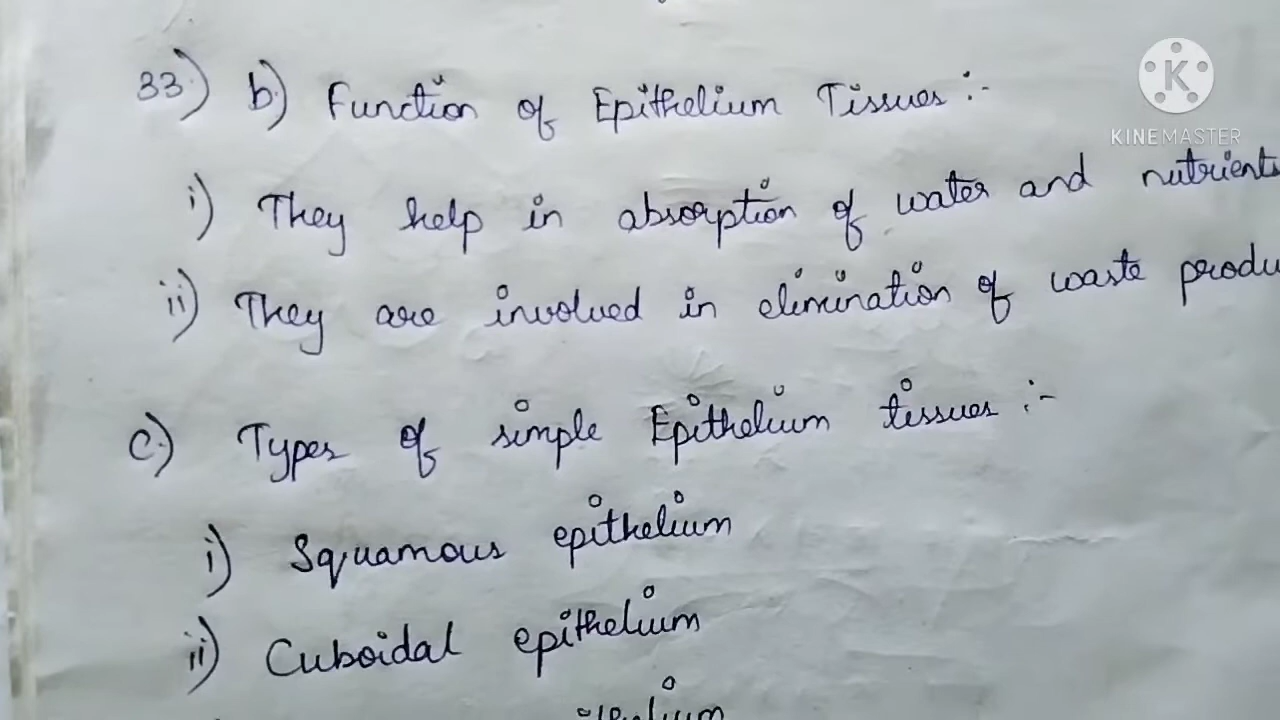 33.) b.) Function of Epithelium Tissues :-
KINEMASTER
i) They help in absorption of water and nutrients
ii) They are involved in elimination of waste produ
C.) Types of simple Epithelium tissues :-
i) Squamous epithelium
ii) Cuboidal epithelium